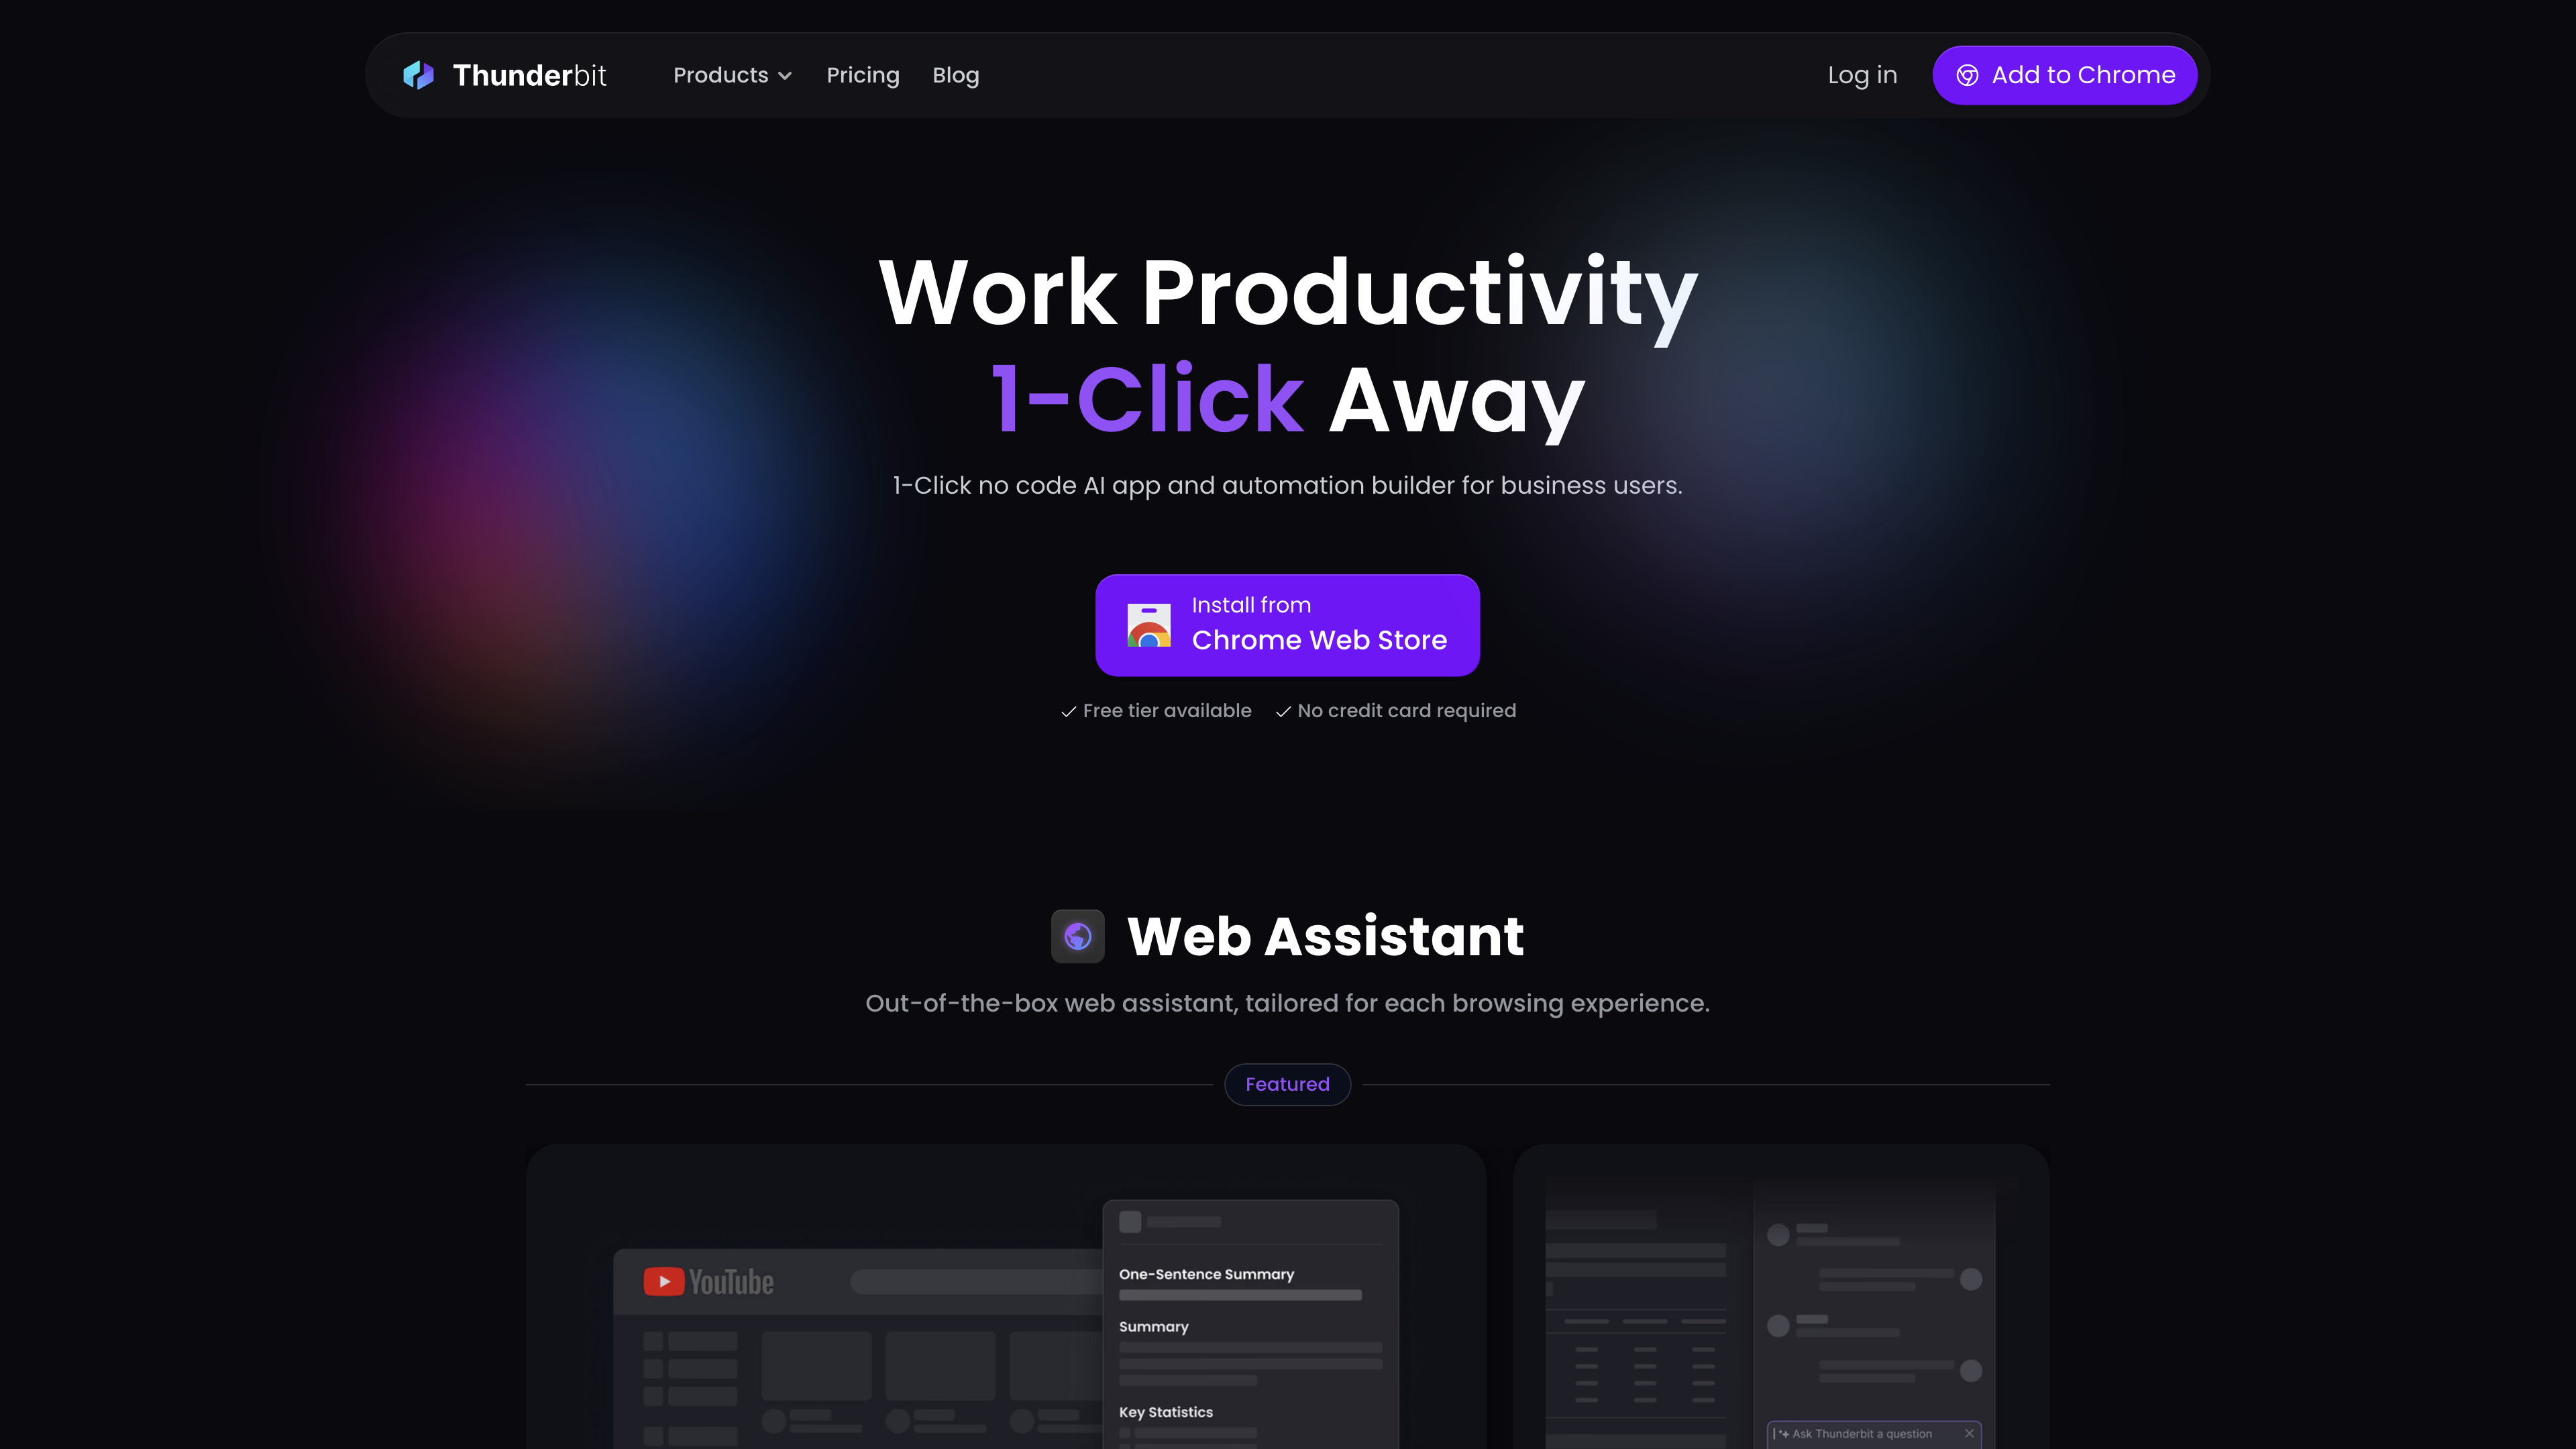 Thunderbit
Products
Pricing
Blog
Log in
Add to Chrome
Work Productivity
1-Click Away
1-Click no code AI app and automation builder for business users.
Install from
Chrome Web Store
Free tier available
No credit card required
Web Assistant
Out-of-the-box web assistant, tailored for each browsing experience.
Featured
YouTube
One-Sentence Summary
Summary
Key Statistics
Ask Thunderbit a question